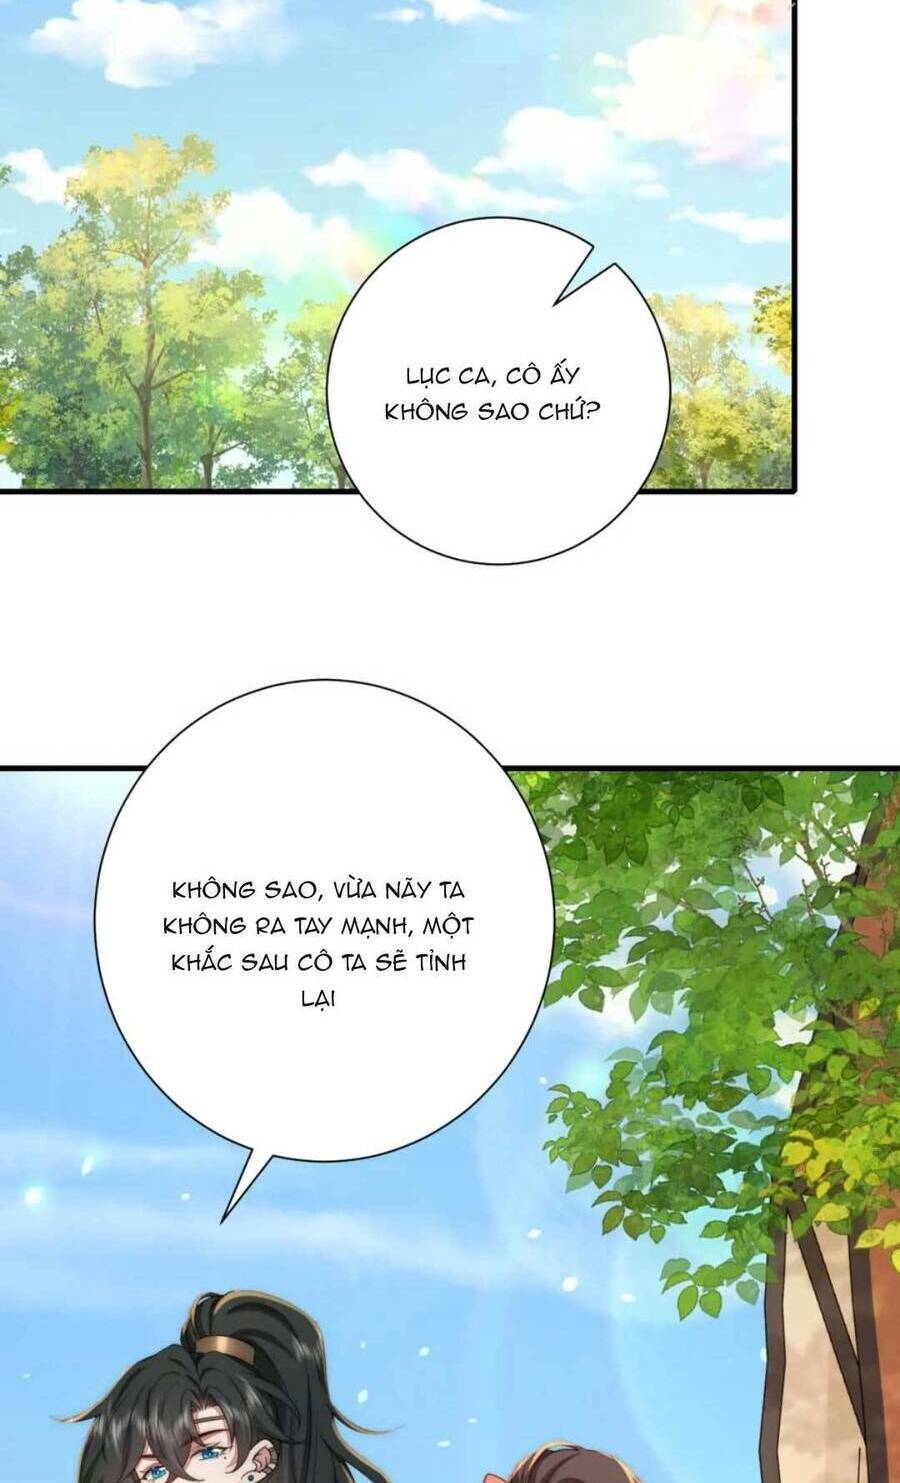 LỤC CA, CÔ ẤY
KHÔNG SAO CHỨ?
KHÔNG SAO, VỪA NÃY TA
KHÔNG RA TAY MẠNH, MỘT
KHẮC SAU CÔ TA SẼ TỈNH
LẠI